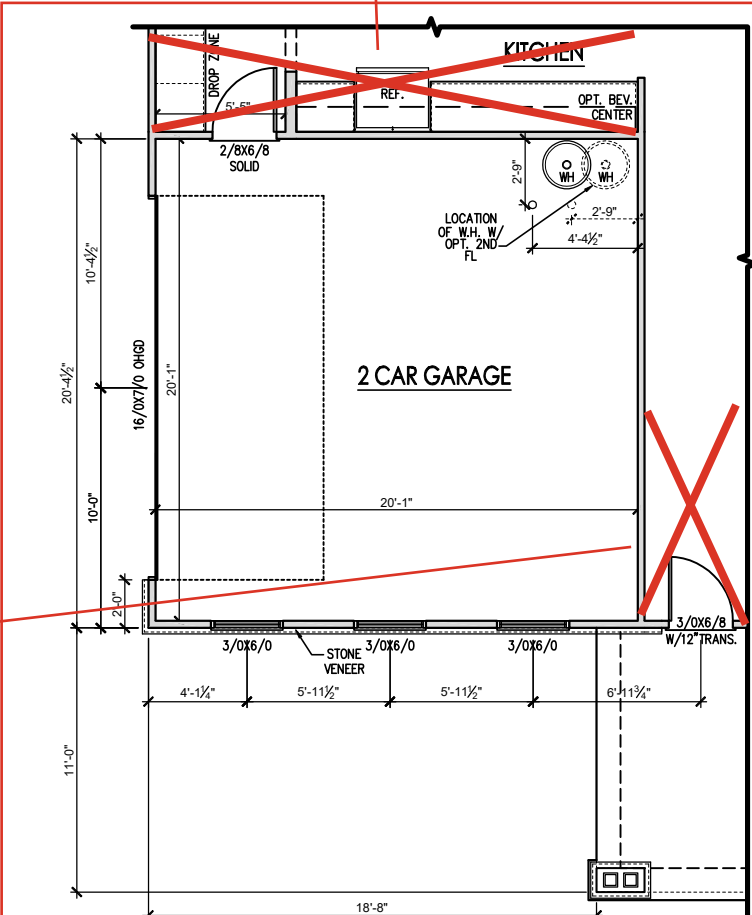 KITCHEN
DROP ZONE
REF.
OPT. BEV.
CENTER
5'-5"
2/8X6/8
SOLID
2'-9"
WH
WH
LOCATION
OF W.H. W/
OPT. 2ND
FL
2'-9"
4'-4½"
10'-4½"
20'-4½"
16/0X7/0 OHGD
20'-1"
2 CAR GARAGE
10'-0"
20'-1"
2'-0"
3/0X6/0
STONE
VENEER
3/0X6/0
3/0X6/0
3/0X6/8
W/12"TRANS.
4'-1¼"
5'-11½"
5'-11½"
6'-11¾"
11'-0"
18'-8"